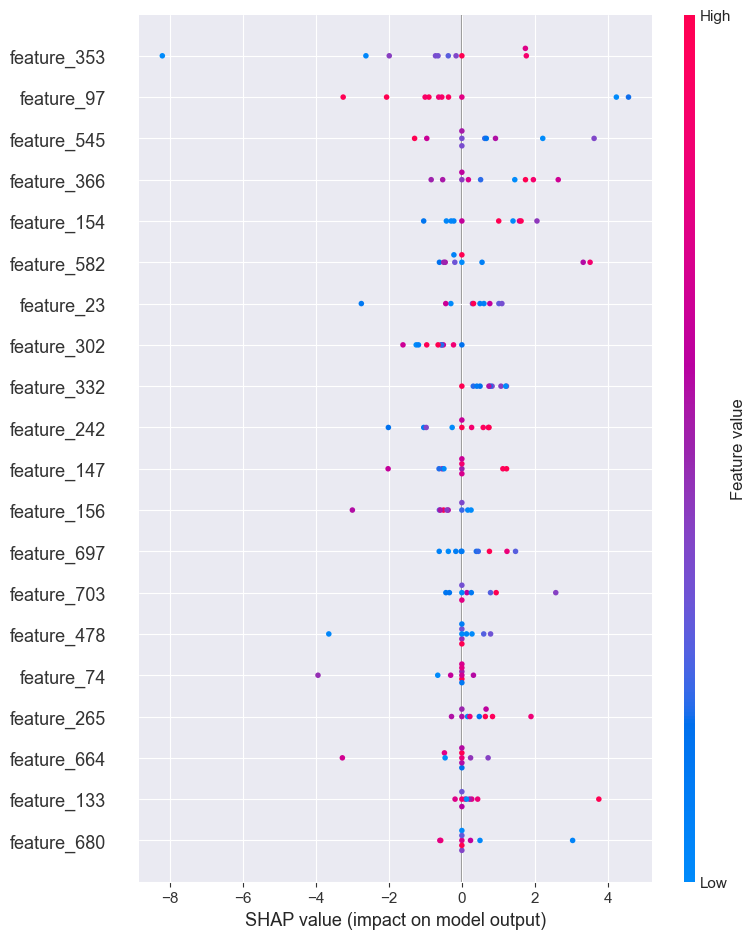 High
feature_353
feature_97
feature_545
feature_366
feature_154
feature_582
feature_23
feature_302
feature_332
feature_242
feature_147
feature_156
feature_697
feature_703
feature_478
feature_74
feature_265
feature_664
feature_133
feature_680
Feature value
Low
−8 −6 −4 −2 0 2 4
SHAP value (impact on model output)